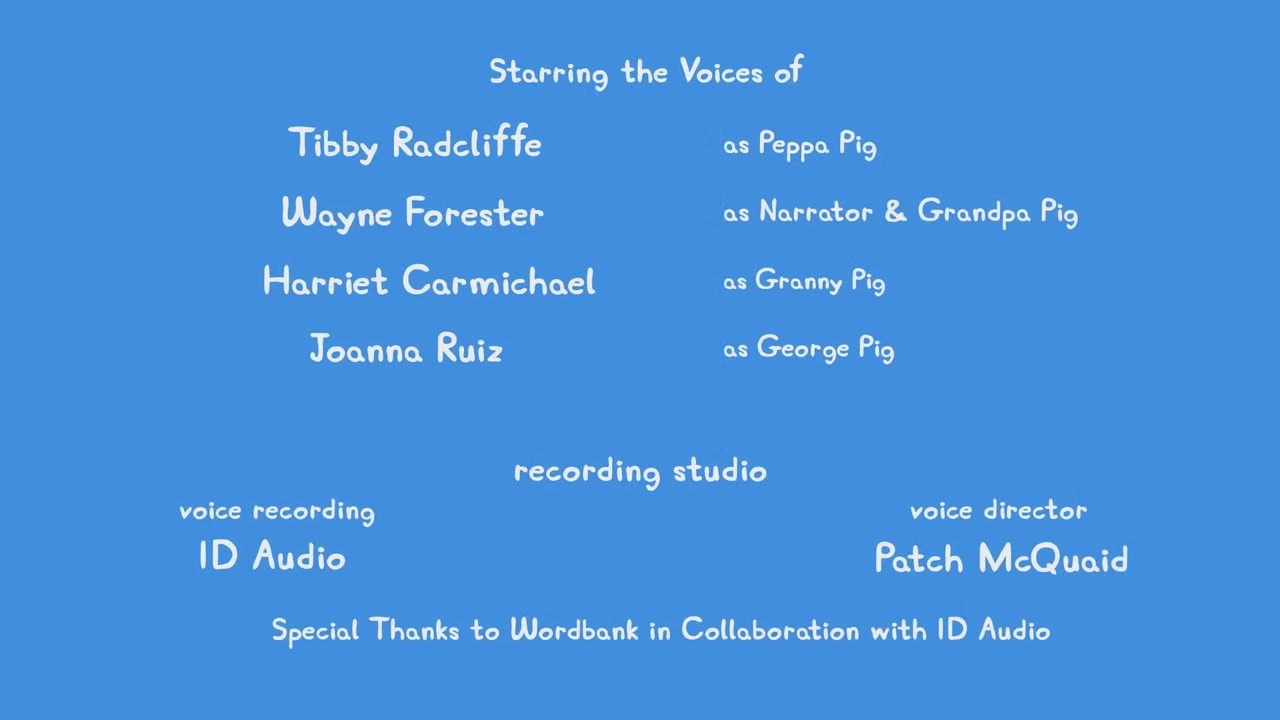 Starring the Voices of
Tibby Radcliffe as Peppa Pig
Wayne Forester as Narrator & Grandpa Pig
Harriet Carmichael as Granny Pig
Joanna Ruiz as George Pig
recording studio
voice recording voice director
ID Audio Patch McQuaid
Special Thanks to Wordbank in Collaboration with ID Audio